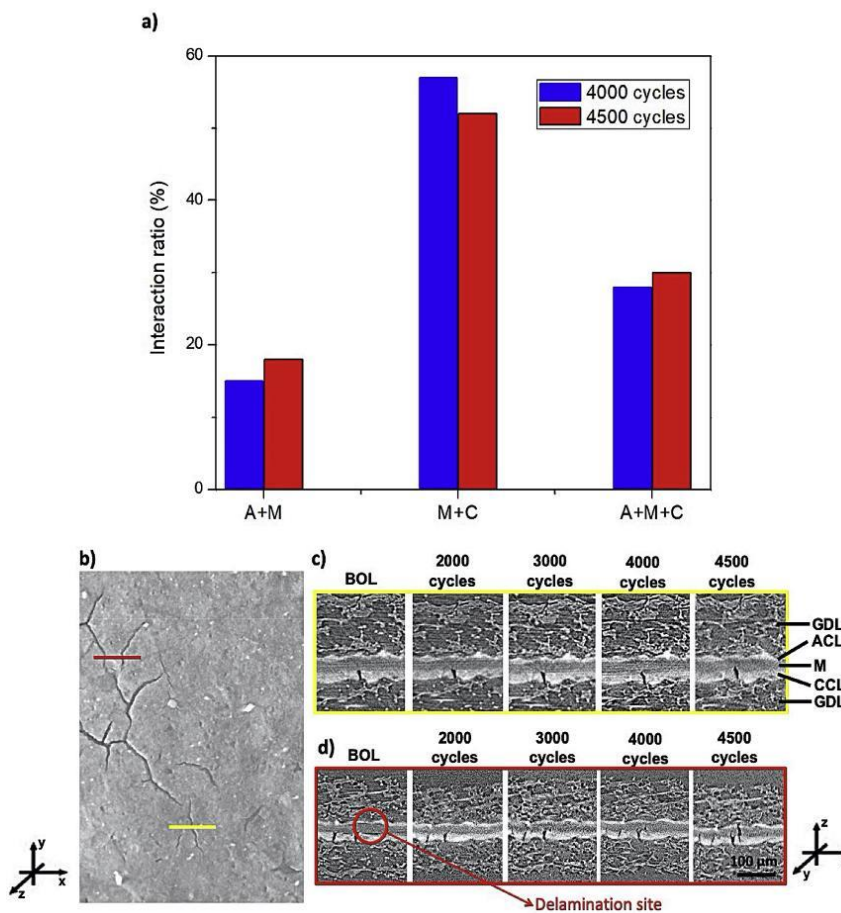 a)
60
40
20
0
Interaction ratio (%)
4000 cycles
4500 cycles
A+M
M+C
A+M+C
b)
y
x
z
c)
BOL
2000
cycles
3000
cycles
4000
cycles
4500
cycles
GDL
ACL
M
CCL
GDL
d)
BOL
2000
cycles
3000
cycles
4000
cycles
4500
cycles
100 µm
z
y
Delamination site